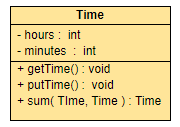 Time
- hours : int
- minutes : int
+ getTime() : void
+ putTime() : void
+ sum( TIme, Time ) : Time